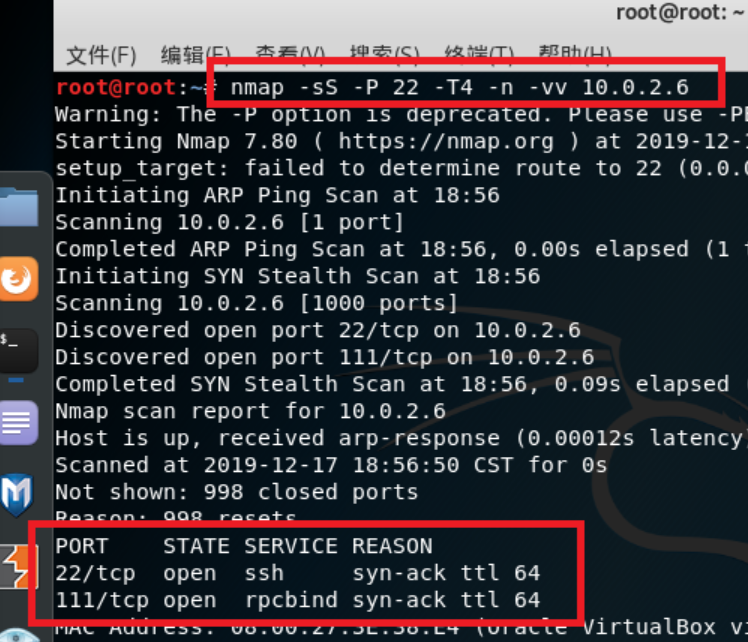 root@root: ~
文件(F) 编辑(E) 查看(V) 搜索(S) 终端(T) 帮助(H)
root@root:~# nmap -sS -P 22 -T4 -n -vv 10.0.2.6
Warning: The -P option is deprecated. Please use -PE
Starting Nmap 7.80 ( https://nmap.org ) at 2019-12-
setup_target: failed to determine route to 22 (0.0.0
Initiating ARP Ping Scan at 18:56
Scanning 10.0.2.6 [1 port]
Completed ARP Ping Scan at 18:56, 0.00s elapsed (1
Initiating SYN Stealth Scan at 18:56
Scanning 10.0.2.6 [1000 ports]
Discovered open port 22/tcp on 10.0.2.6
Discovered open port 111/tcp on 10.0.2.6
Completed SYN Stealth Scan at 18:56, 0.09s elapsed
Nmap scan report for 10.0.2.6
Host is up, received arp-response (0.00012s latency)
Scanned at 2019-12-17 18:56:50 CST for 0s
Not shown: 998 closed ports
Reason: 998 resets
PORT STATE SERVICE REASON
22/tcp open ssh syn-ack ttl 64
111/tcp open rpcbind syn-ack ttl 64
MAC Address: 08:00:27:3E:38:E4 (Oracle VirtualBox vi